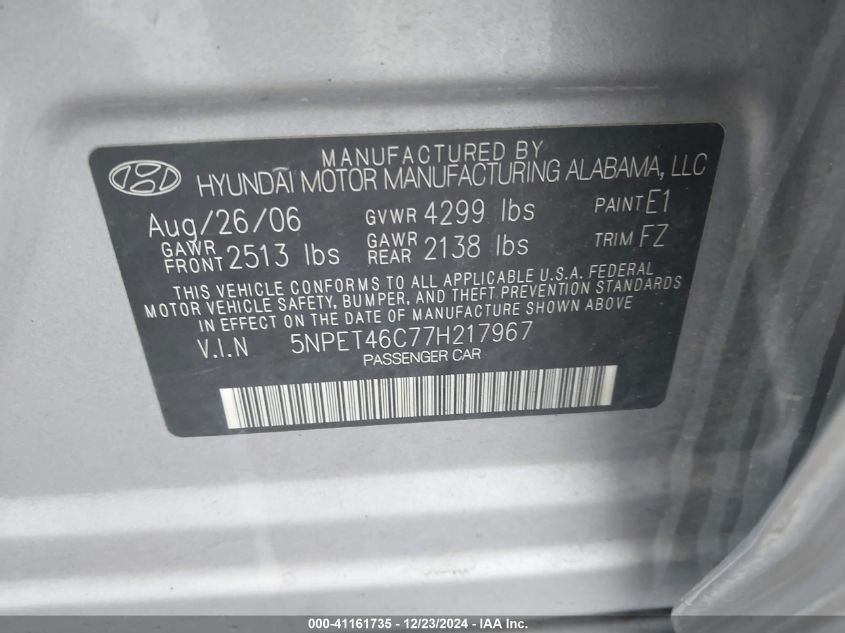 MANUFACTURED BY
HYUNDAI MOTOR MANUFACTURING ALABAMA, LLC
Aug/26/06 GVWR 4299 lbs PAINT E1
GAWR FRONT 2513 lbs GAWR REAR 2138 lbs TRIM FZ
THIS VEHICLE CONFORMS TO ALL APPLICABLE U.S.A. FEDERAL
MOTOR VEHICLE SAFETY, BUMPER, AND THEFT PREVENTION STANDARDS
IN EFFECT ON THE DATE OF MANUFACTURE SHOWN ABOVE
V.I.N 5NPET46C77H217967
PASSENGER CAR
000-41161735 - 12/23/2024 - IAA Inc.